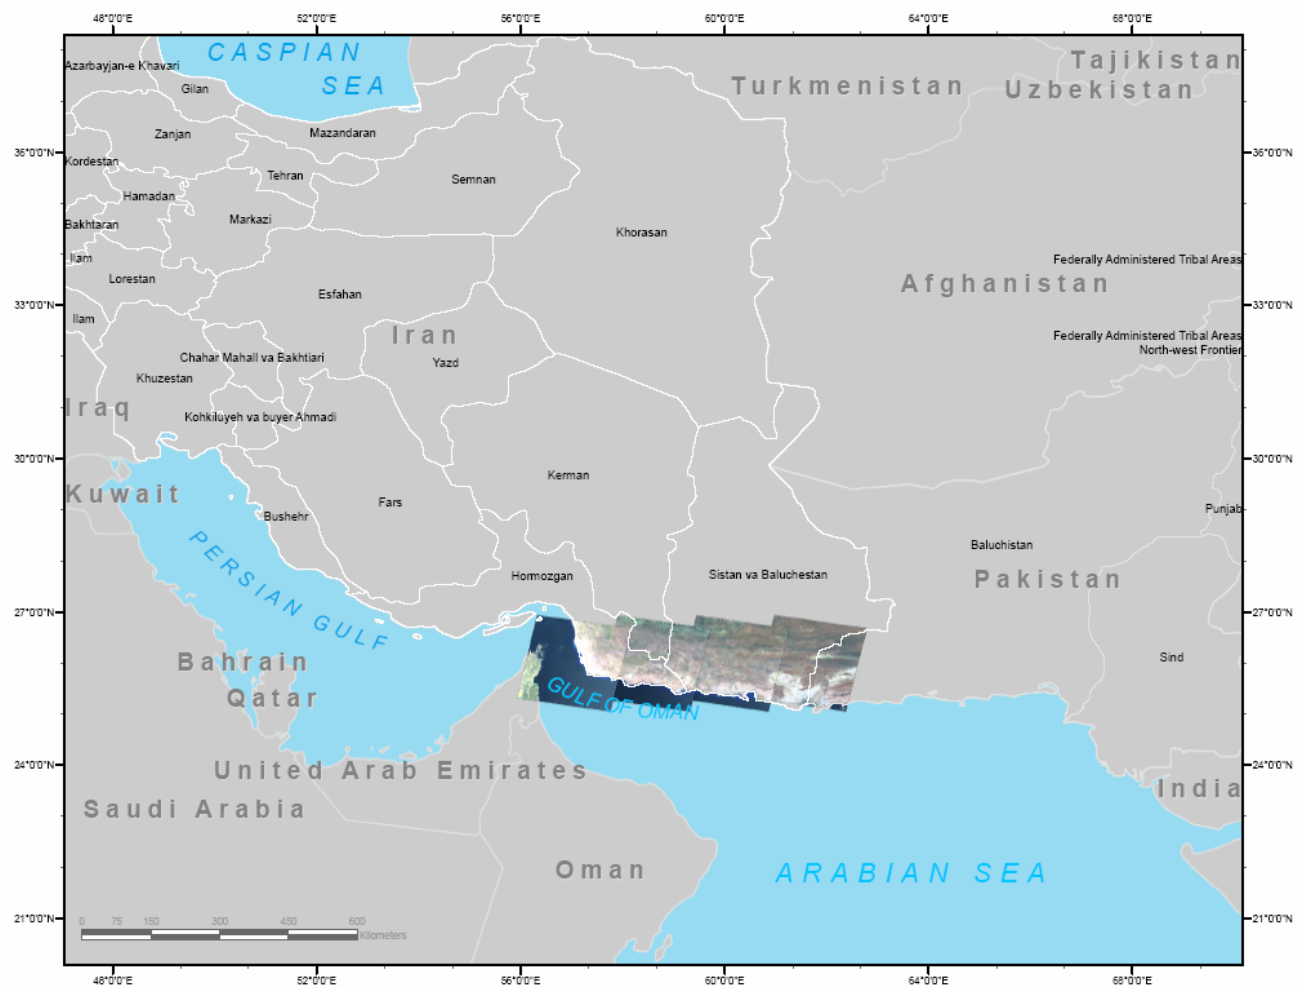 48°0'0"E 52°0'0"E 56°0'0"E 60°0'0"E 64°0'0"E 68°0'0"E
CASPIAN
SEA
Tajikistan
Turkmenistan
Uzbekistan
Azarbayjan-e Khavari
Gilan
Zanjan
Mazandaran
36°0'0"N
36°0'0"N
Kordestan
Tehran
Semnan
Hamadan
Markazi
Bakhtaran
Khorasan
Ilam
Federally Administered Tribal Areas
Lorestan
Afghanistan
Esfahan
33°0'0"N
33°0'0"N
Ilam
Iran
Federally Administered Tribal Areas
North-west Frontier
Chahar Mahall va Bakhtiari
Yazd
Khuzestan
Iraq
Kohkiluyeh va buyer Ahmadi
30°0'0"N
30°0'0"N
Kerman
Kuwait
Fars
Punjab
Bushehr
Baluchistan
PERSIAN GULF
Hormozgan
Sistan va Baluchestan
Pakistan
27°0'0"N
27°0'0"N
Bahrain
Sind
Qatar
GULF OF OMAN
24°0'0"N
24°0'0"N
United Arab Emirates
India
Saudi Arabia
Oman
ARABIAN SEA
21°0'0"N
21°0'0"N
0 75 150 300 450 600
Kilometers
48°0'0"E 52°0'0"E 56°0'0"E 60°0'0"E 64°0'0"E 68°0'0"E